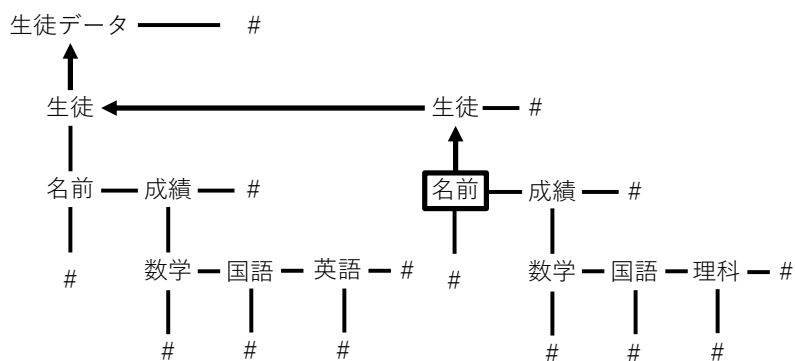 生徒データ #
生徒 生徒 #
名前 成績 # 名前 成績 #
# 数学 国語 英語 # # 数学 国語 理科 #
# # # # # #